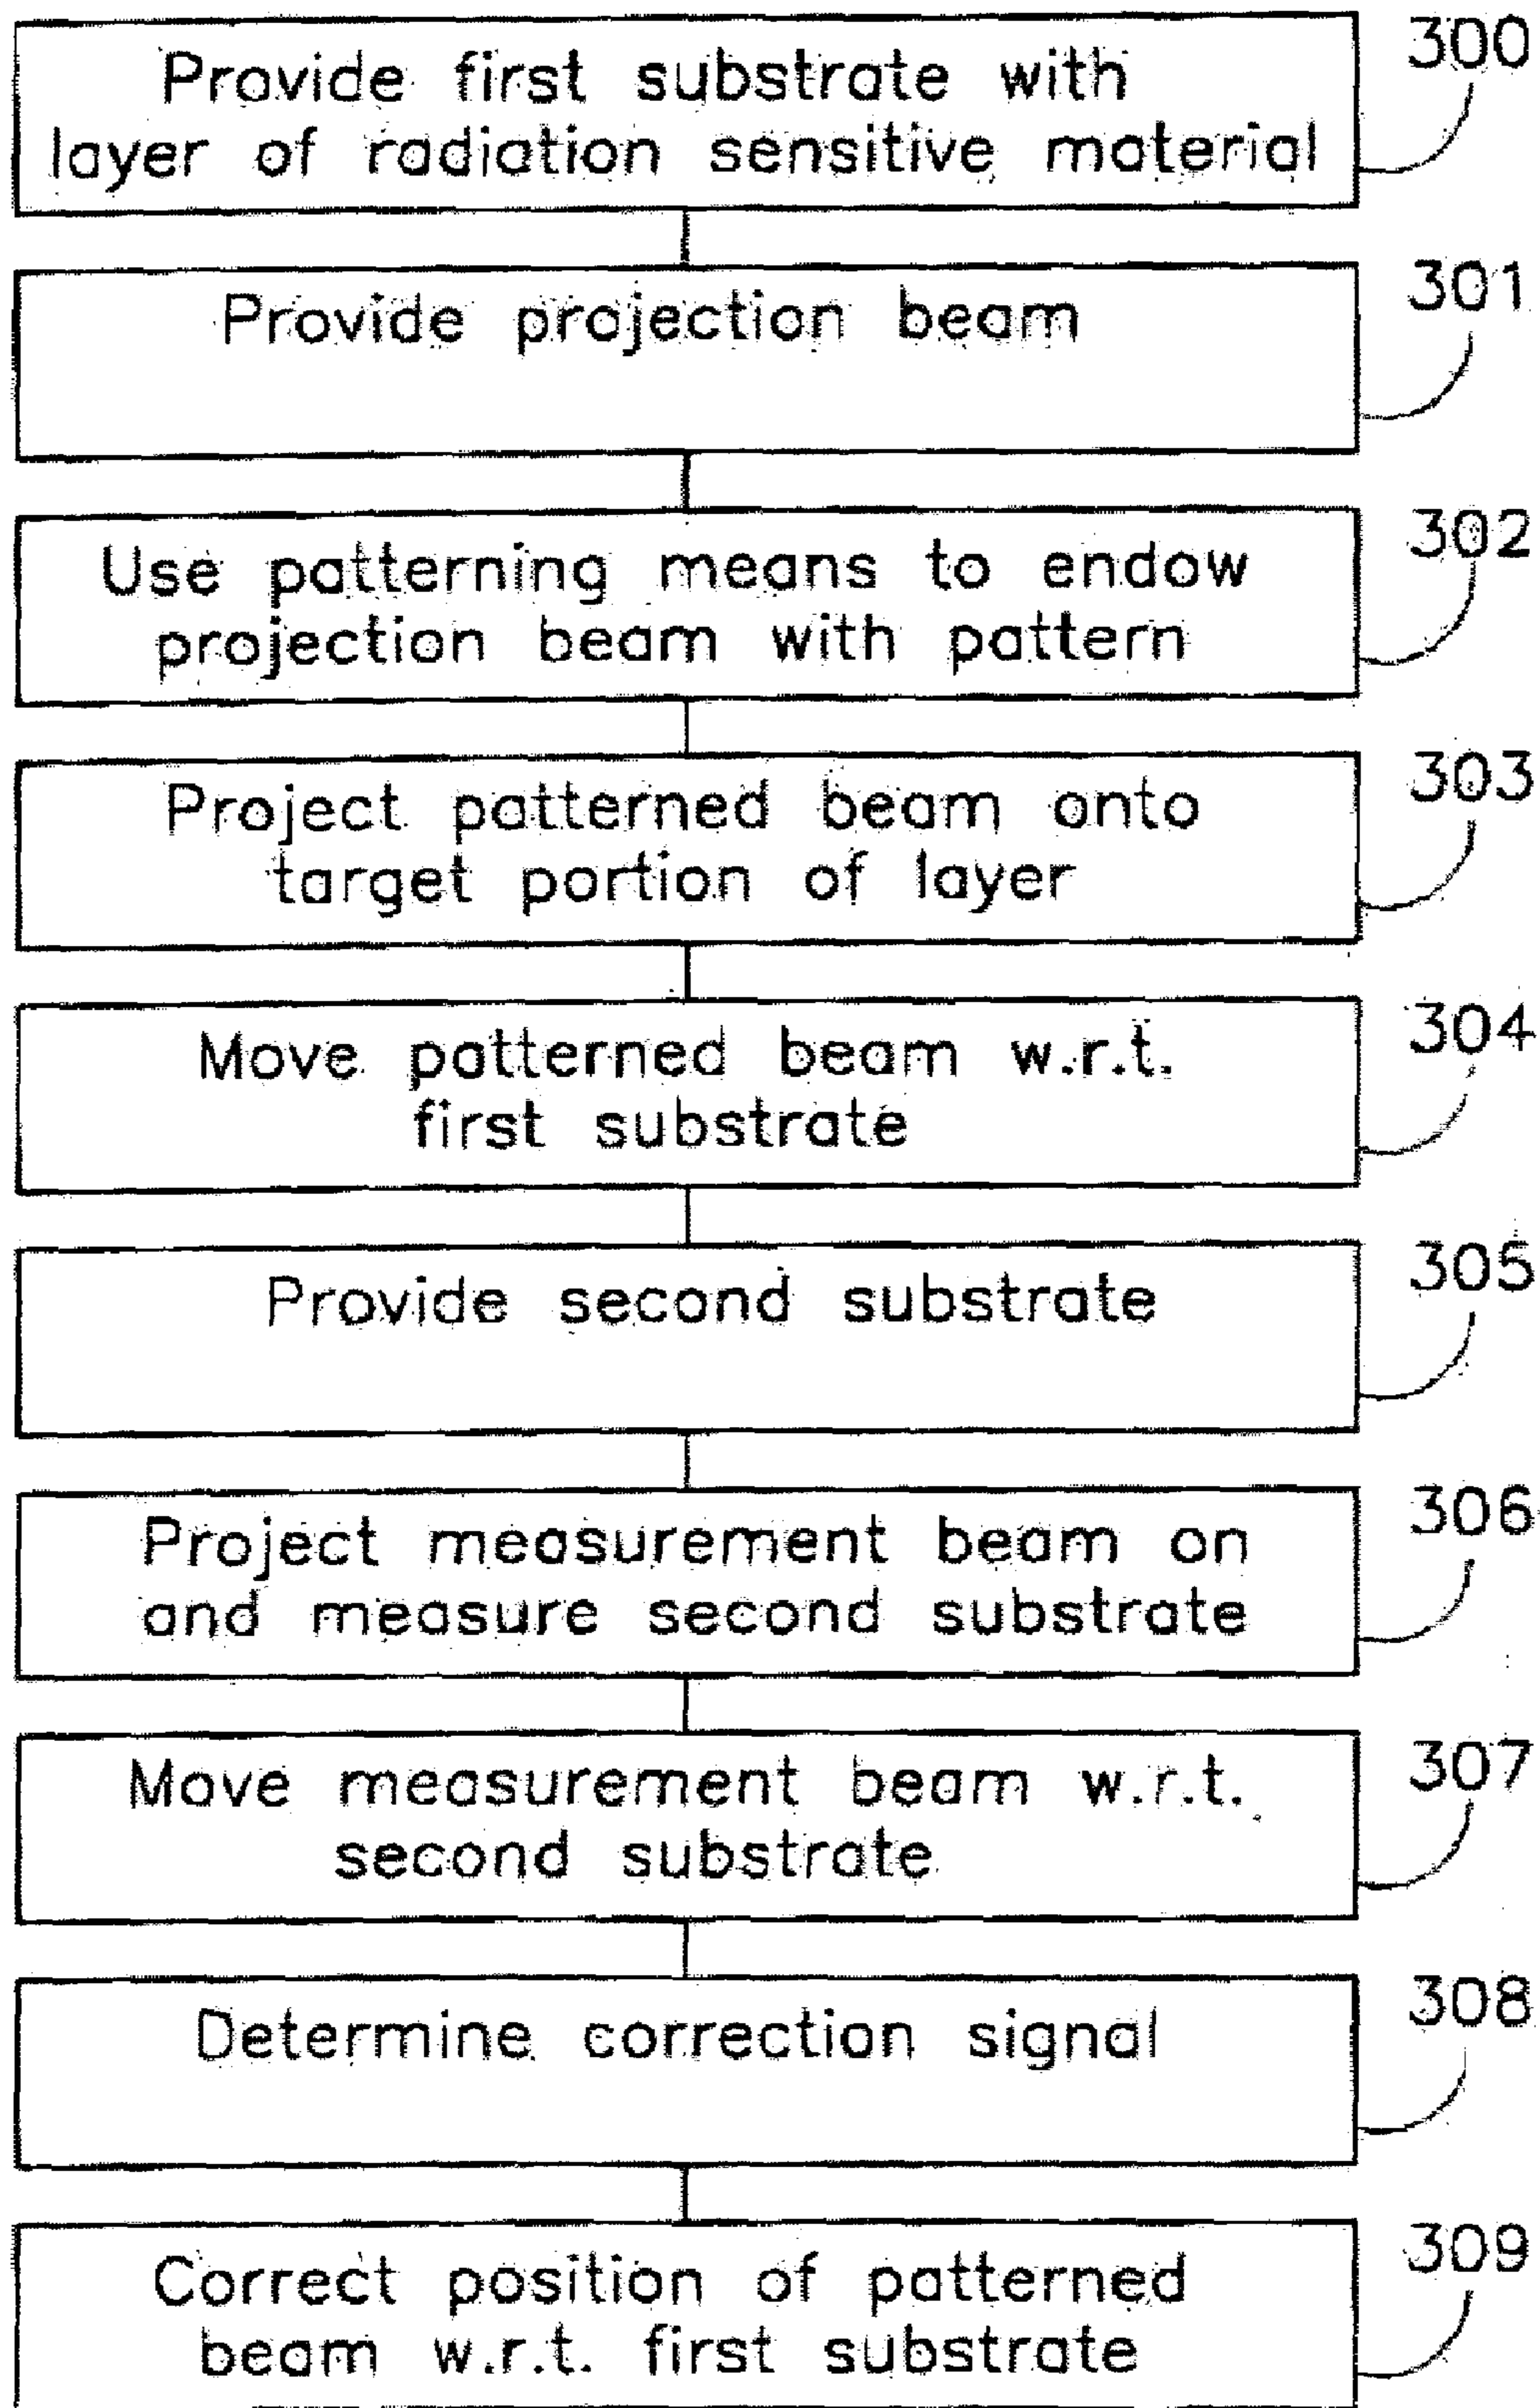 Provide first substrate with
layer of radiation sensitive material
300
Provide projection beam
301
Use patterning means to endow
projection beam with pattern
302
Project patterned beam onto
target portion of layer
303
Move patterned beam w.r.t.
first substrate
304
Provide second substrate
305
Project measurement beam on
and measure second substrate
306
Move measurement beam w.r.t.
second substrate
307
Determine correction signal
308
Correct position of patterned
beam w.r.t. first substrate
309